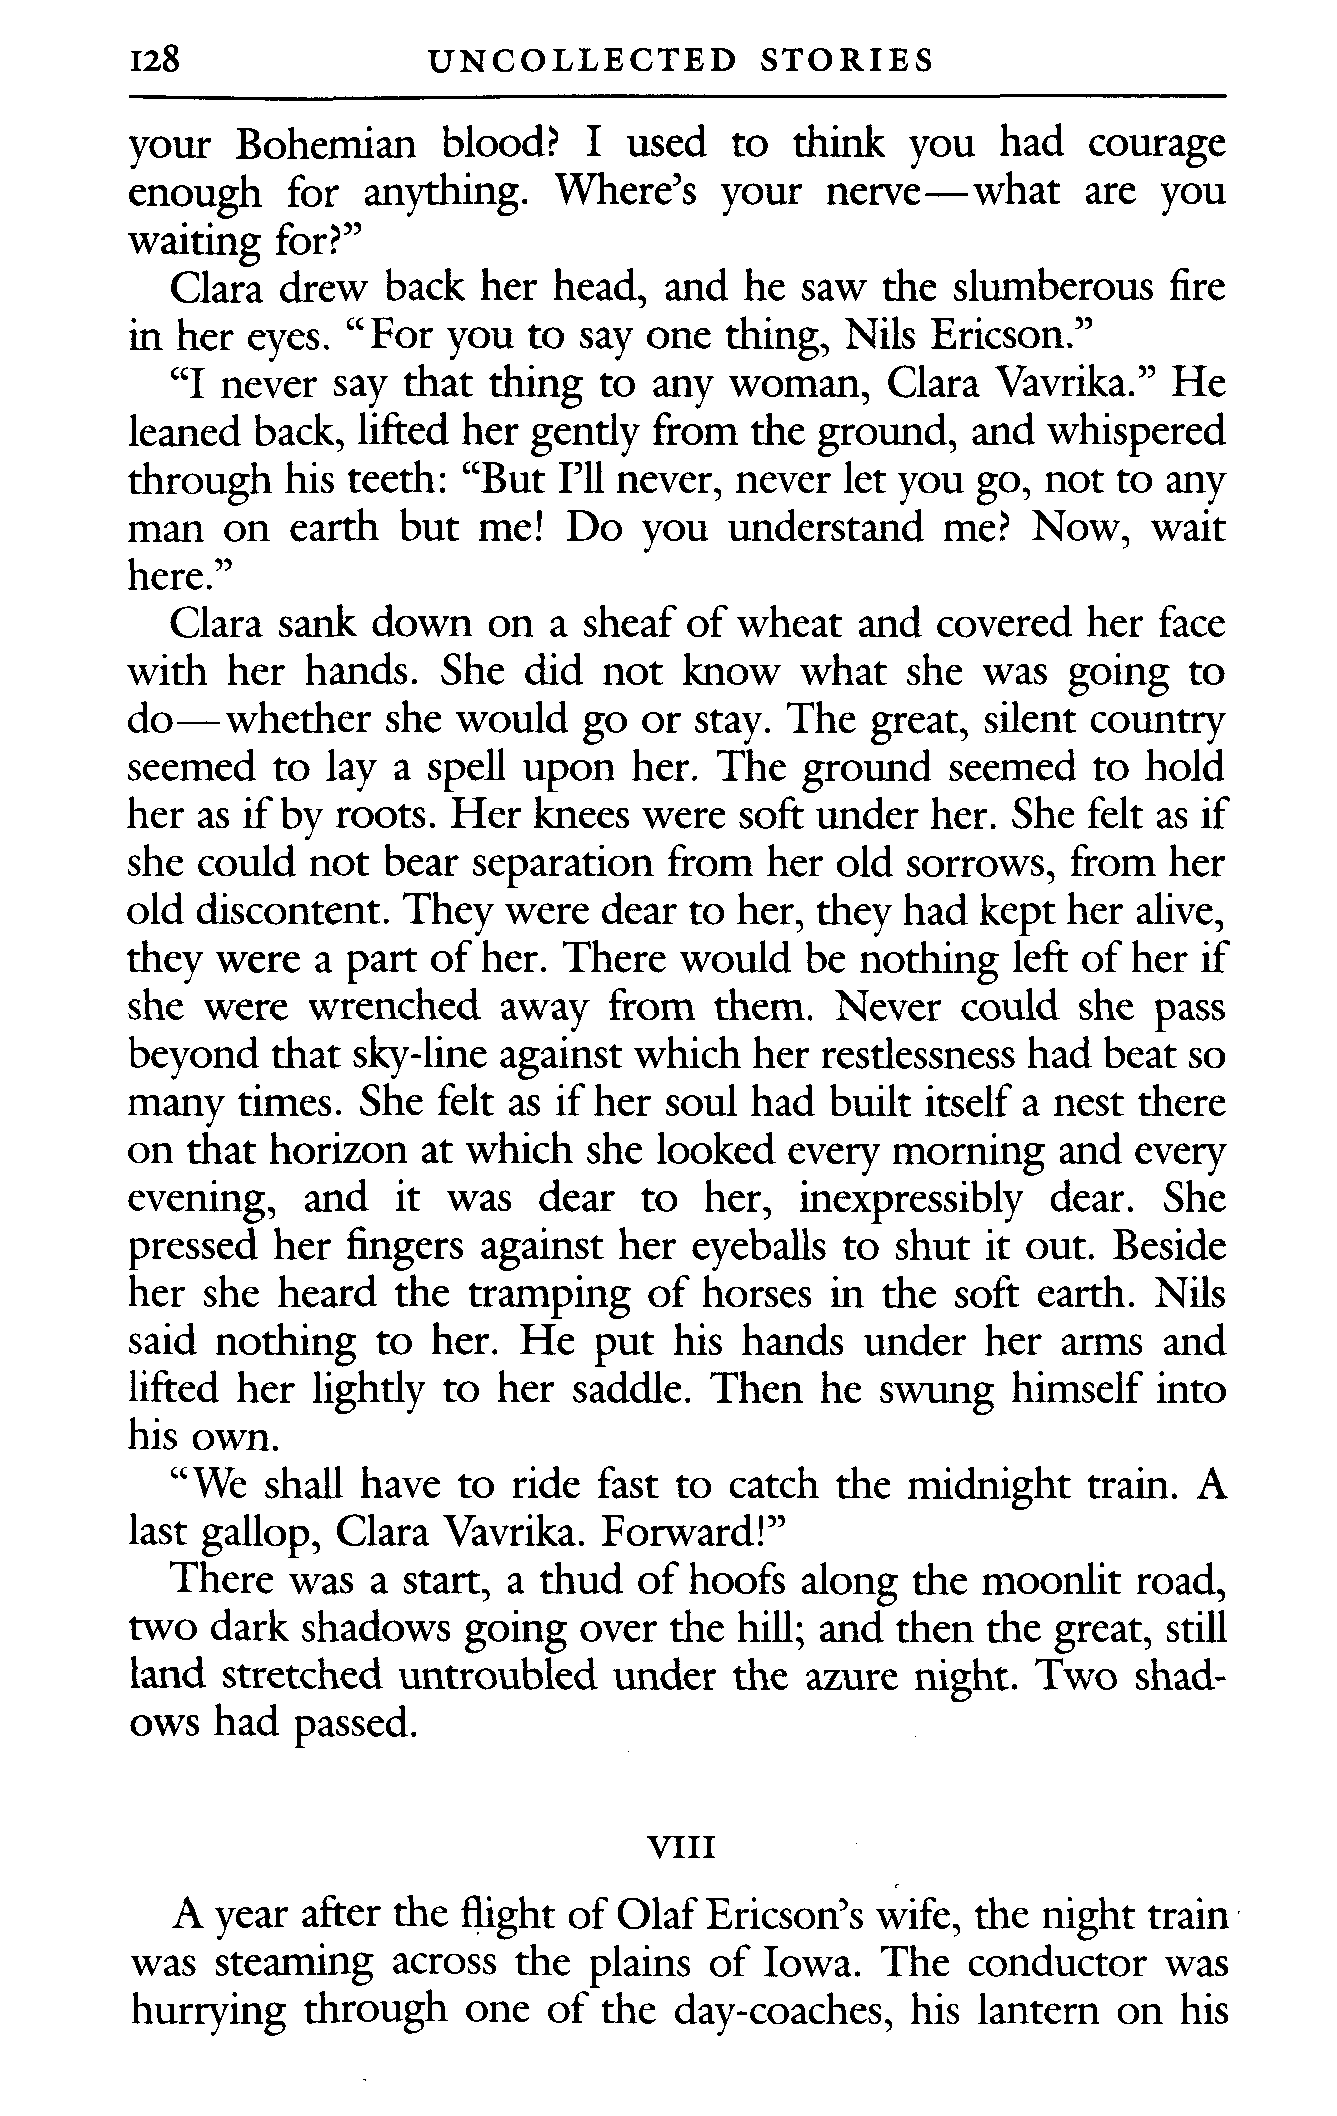 128 UNCOLLECTED STORIES
your Bohemian blood? I used to think you had courage
enough for anything. Where’s your nerve—what are you
waiting for?”
Clara drew back her head, and he saw the slumberous fire
in her eyes. “For you to say one thing, Nils Ericson.”
“I never say that thing to any woman, Clara Vavrika.” He
leaned back, lifted her gently from the ground, and whispered
through his teeth: “But I’ll never, never let you go, not to any
man on earth but me! Do you understand me? Now, wait
here.”
Clara sank down on a sheaf of wheat and covered her face
with her hands. She did not know what she was going to
do—whether she would go or stay. The great, silent country
seemed to lay a spell upon her. The ground seemed to hold
her as if by roots. Her knees were soft under her. She felt as if
she could not bear separation from her old sorrows, from her
old discontent. They were dear to her, they had kept her alive,
they were a part of her. There would be nothing left of her if
she were wrenched away from them. Never could she pass
beyond that sky-line against which her restlessness had beat so
many times. She felt as if her soul had built itself a nest there
on that horizon at which she looked every morning and every
evening, and it was dear to her, inexpressibly dear. She
pressed her fingers against her eyeballs to shut it out. Beside
her she heard the tramping of horses in the soft earth. Nils
said nothing to her. He put his hands under her arms and
lifted her lightly to her saddle. Then he swung himself into
his own.
“We shall have to ride fast to catch the midnight train. A
last gallop, Clara Vavrika. Forward!”
There was a start, a thud of hoofs along the moonlit road,
two dark shadows going over the hill; and then the great, still
land stretched untroubled under the azure night. Two shad-
ows had passed.
VIII
A year after the flight of Olaf Ericson’s wife, the night train
was steaming across the plains of Iowa. The conductor was
hurrying through one of the day-coaches, his lantern on his